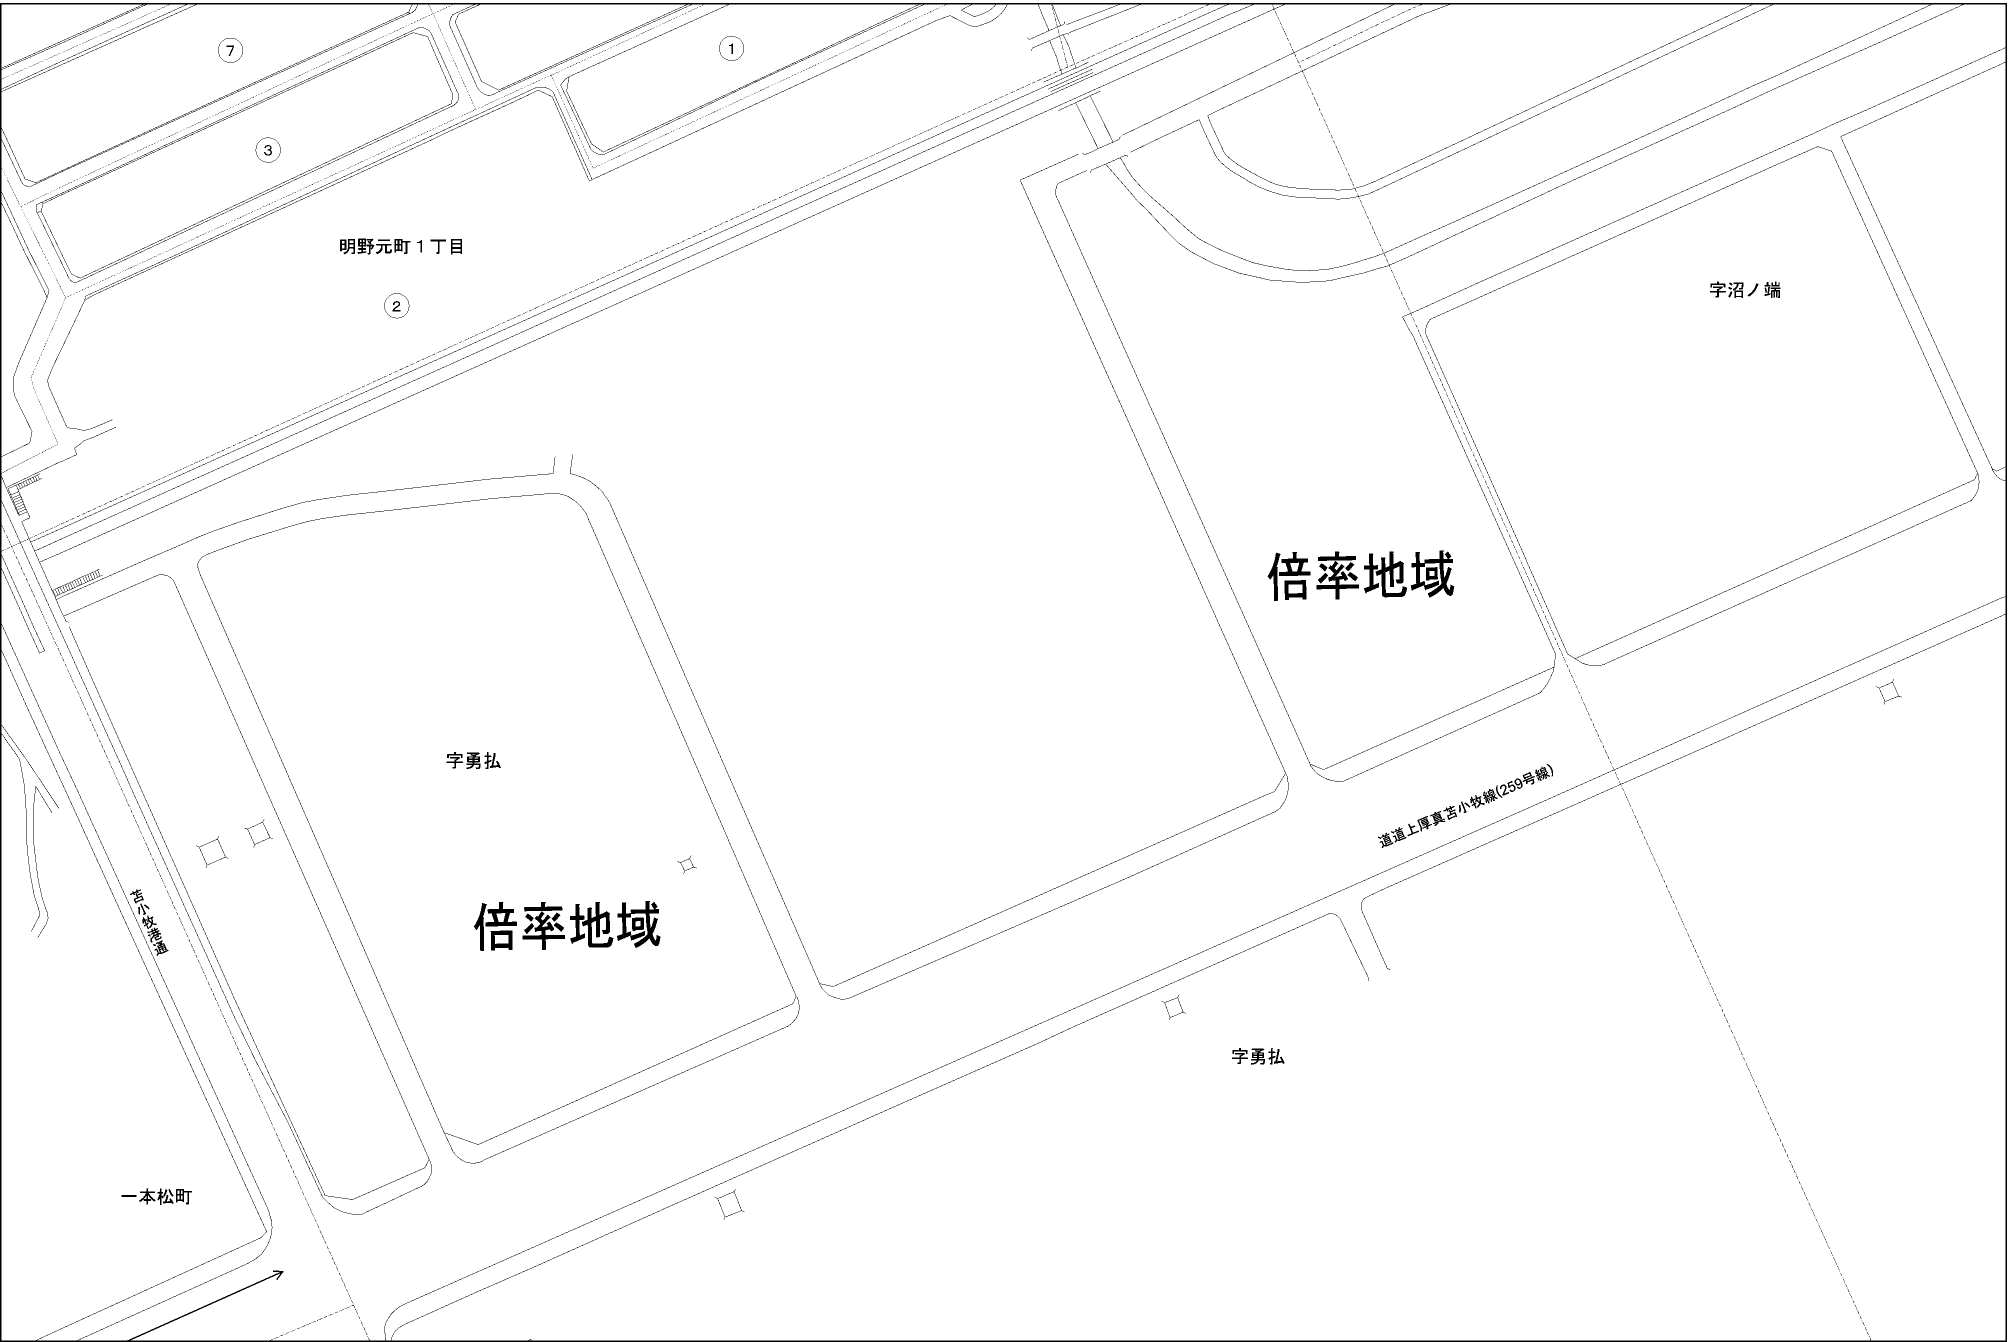 7
1
3
明野元町1丁目
2
字沼ノ端
倍率地域
字勇払
道道上厚真苫小牧線(259号線)
倍率地域
苫小牧港通
字勇払
一本松町